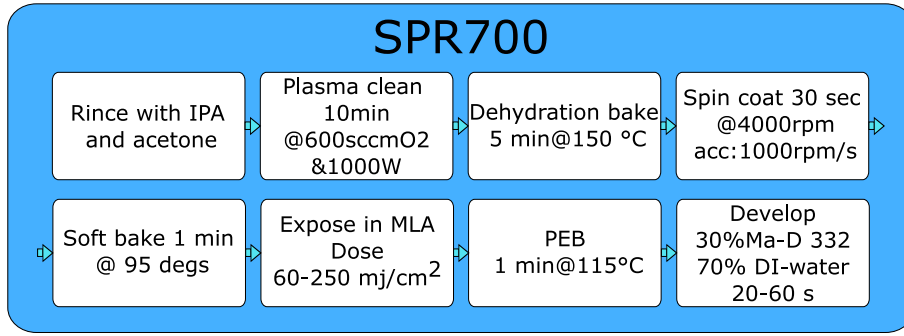 SPR700
Rince with IPA
and acetone
Plasma clean
10min
@600sccmO2
&1000W
Dehydration bake
5 min@150 °C
Spin coat 30 sec
@4000rpm
acc:1000rpm/s
Soft bake 1 min
@ 95 degs
Expose in MLA
Dose
60-250 mj/cm²
PEB
1 min@115°C
Develop
30%Ma-D 332
70% DI-water
20-60 s